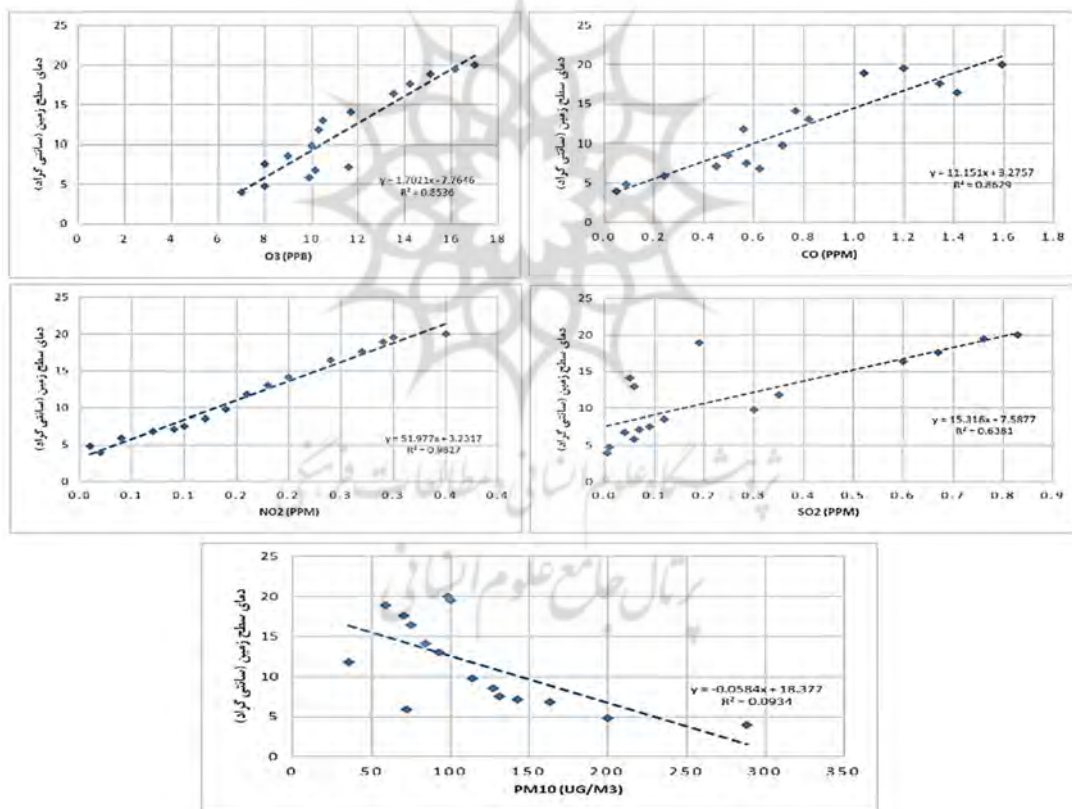 دمای سطح زمین (سانتی گراد)
25
20
15
10
5
0
y = 1.7021x - 7.7646
R² = 0.8536
0 2 4 6 8 10 12 14 16 18
O3 (PPB)
دمای سطح زمین (سانتی گراد)
25
20
15
10
5
0
y = 11.151x + 3.2757
R² = 0.8629
0.0 0.2 0.4 0.6 0.8 1.0 1.2 1.4 1.6 1.8
CO (PPM)
دمای سطح زمین (سانتی گراد)
25
20
15
10
5
0
y = 51.977x + 3.2317
R² = 0.9827
0.0 0.1 0.1 0.2 0.2 0.3 0.3 0.4 0.4
NO2 (PPM)
دمای سطح زمین (سانتی گراد)
25
20
15
10
5
0
y = 15.318x + 7.5877
R² = 0.6381
0.0 0.1 0.2 0.3 0.4 0.5 0.6 0.7 0.8 0.9
SO2 (PPM)
پژوهشگاه علوم انسانی و مطالعات فرهنگی
دمای سطح زمین (سانتی گراد)
25
20
15
10
5
0
y = -0.0584x + 18.377
R² = 0.0934
0 50 100 150 200 250 300 350
PM10 (UG/M3)
پرتال جامع علوم انسانی